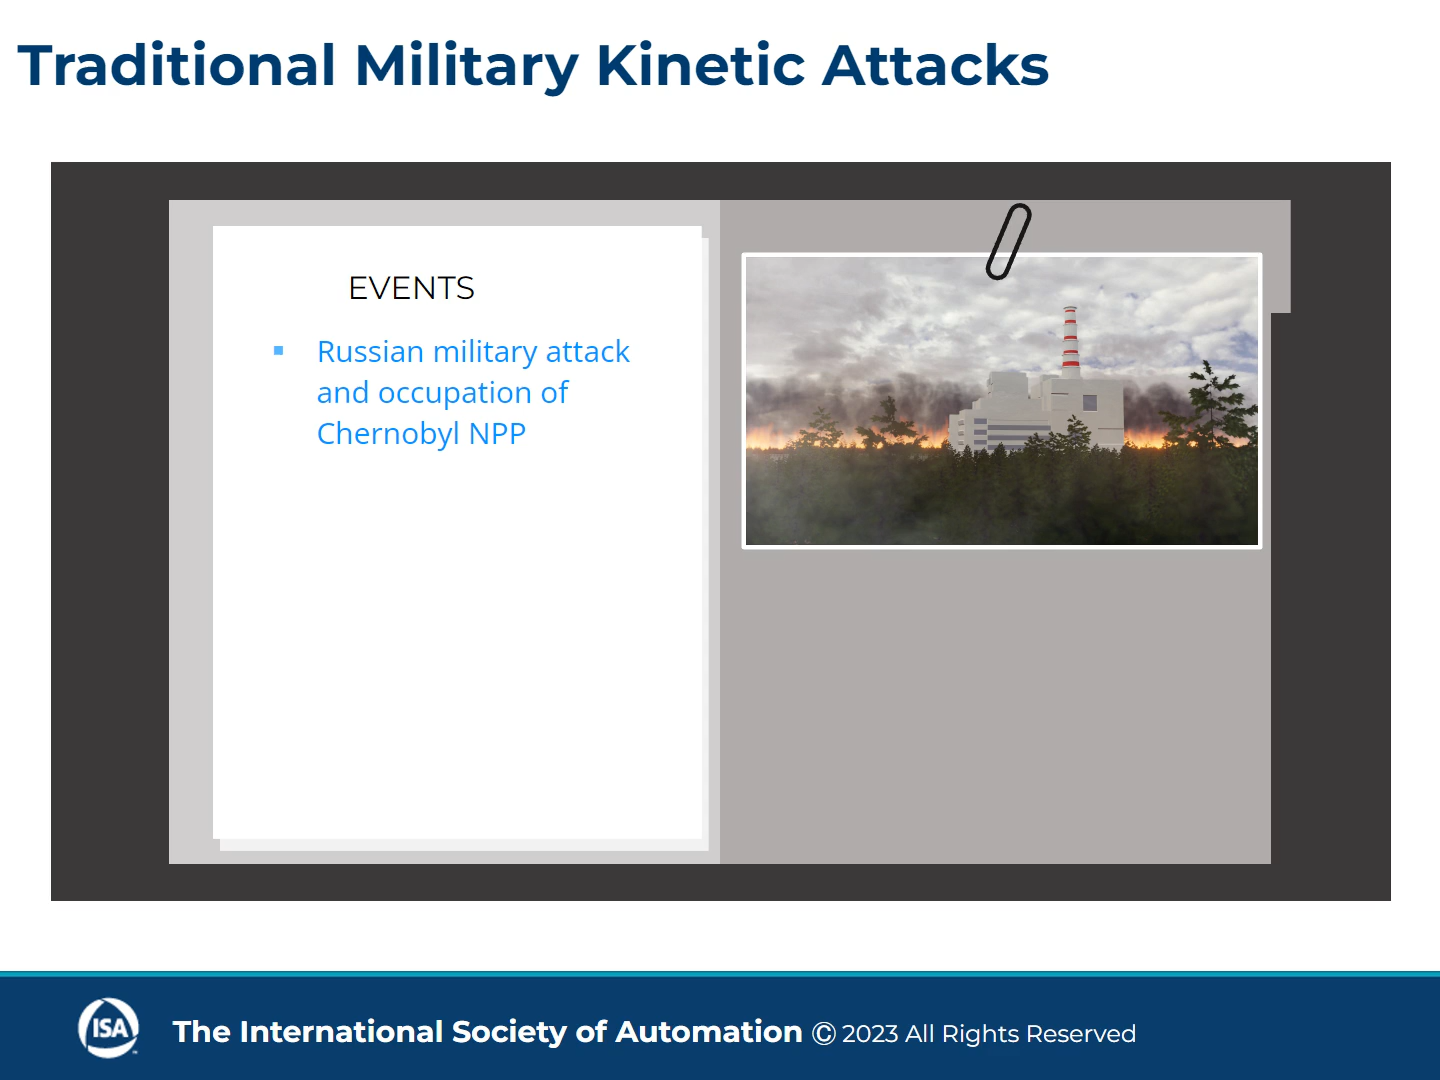 Traditional Military Kinetic Attacks
EVENTS
▪ Russian military attack
and occupation of
Chernobyl NPP
ISA
The International Society of Automation © 2023 All Rights Reserved